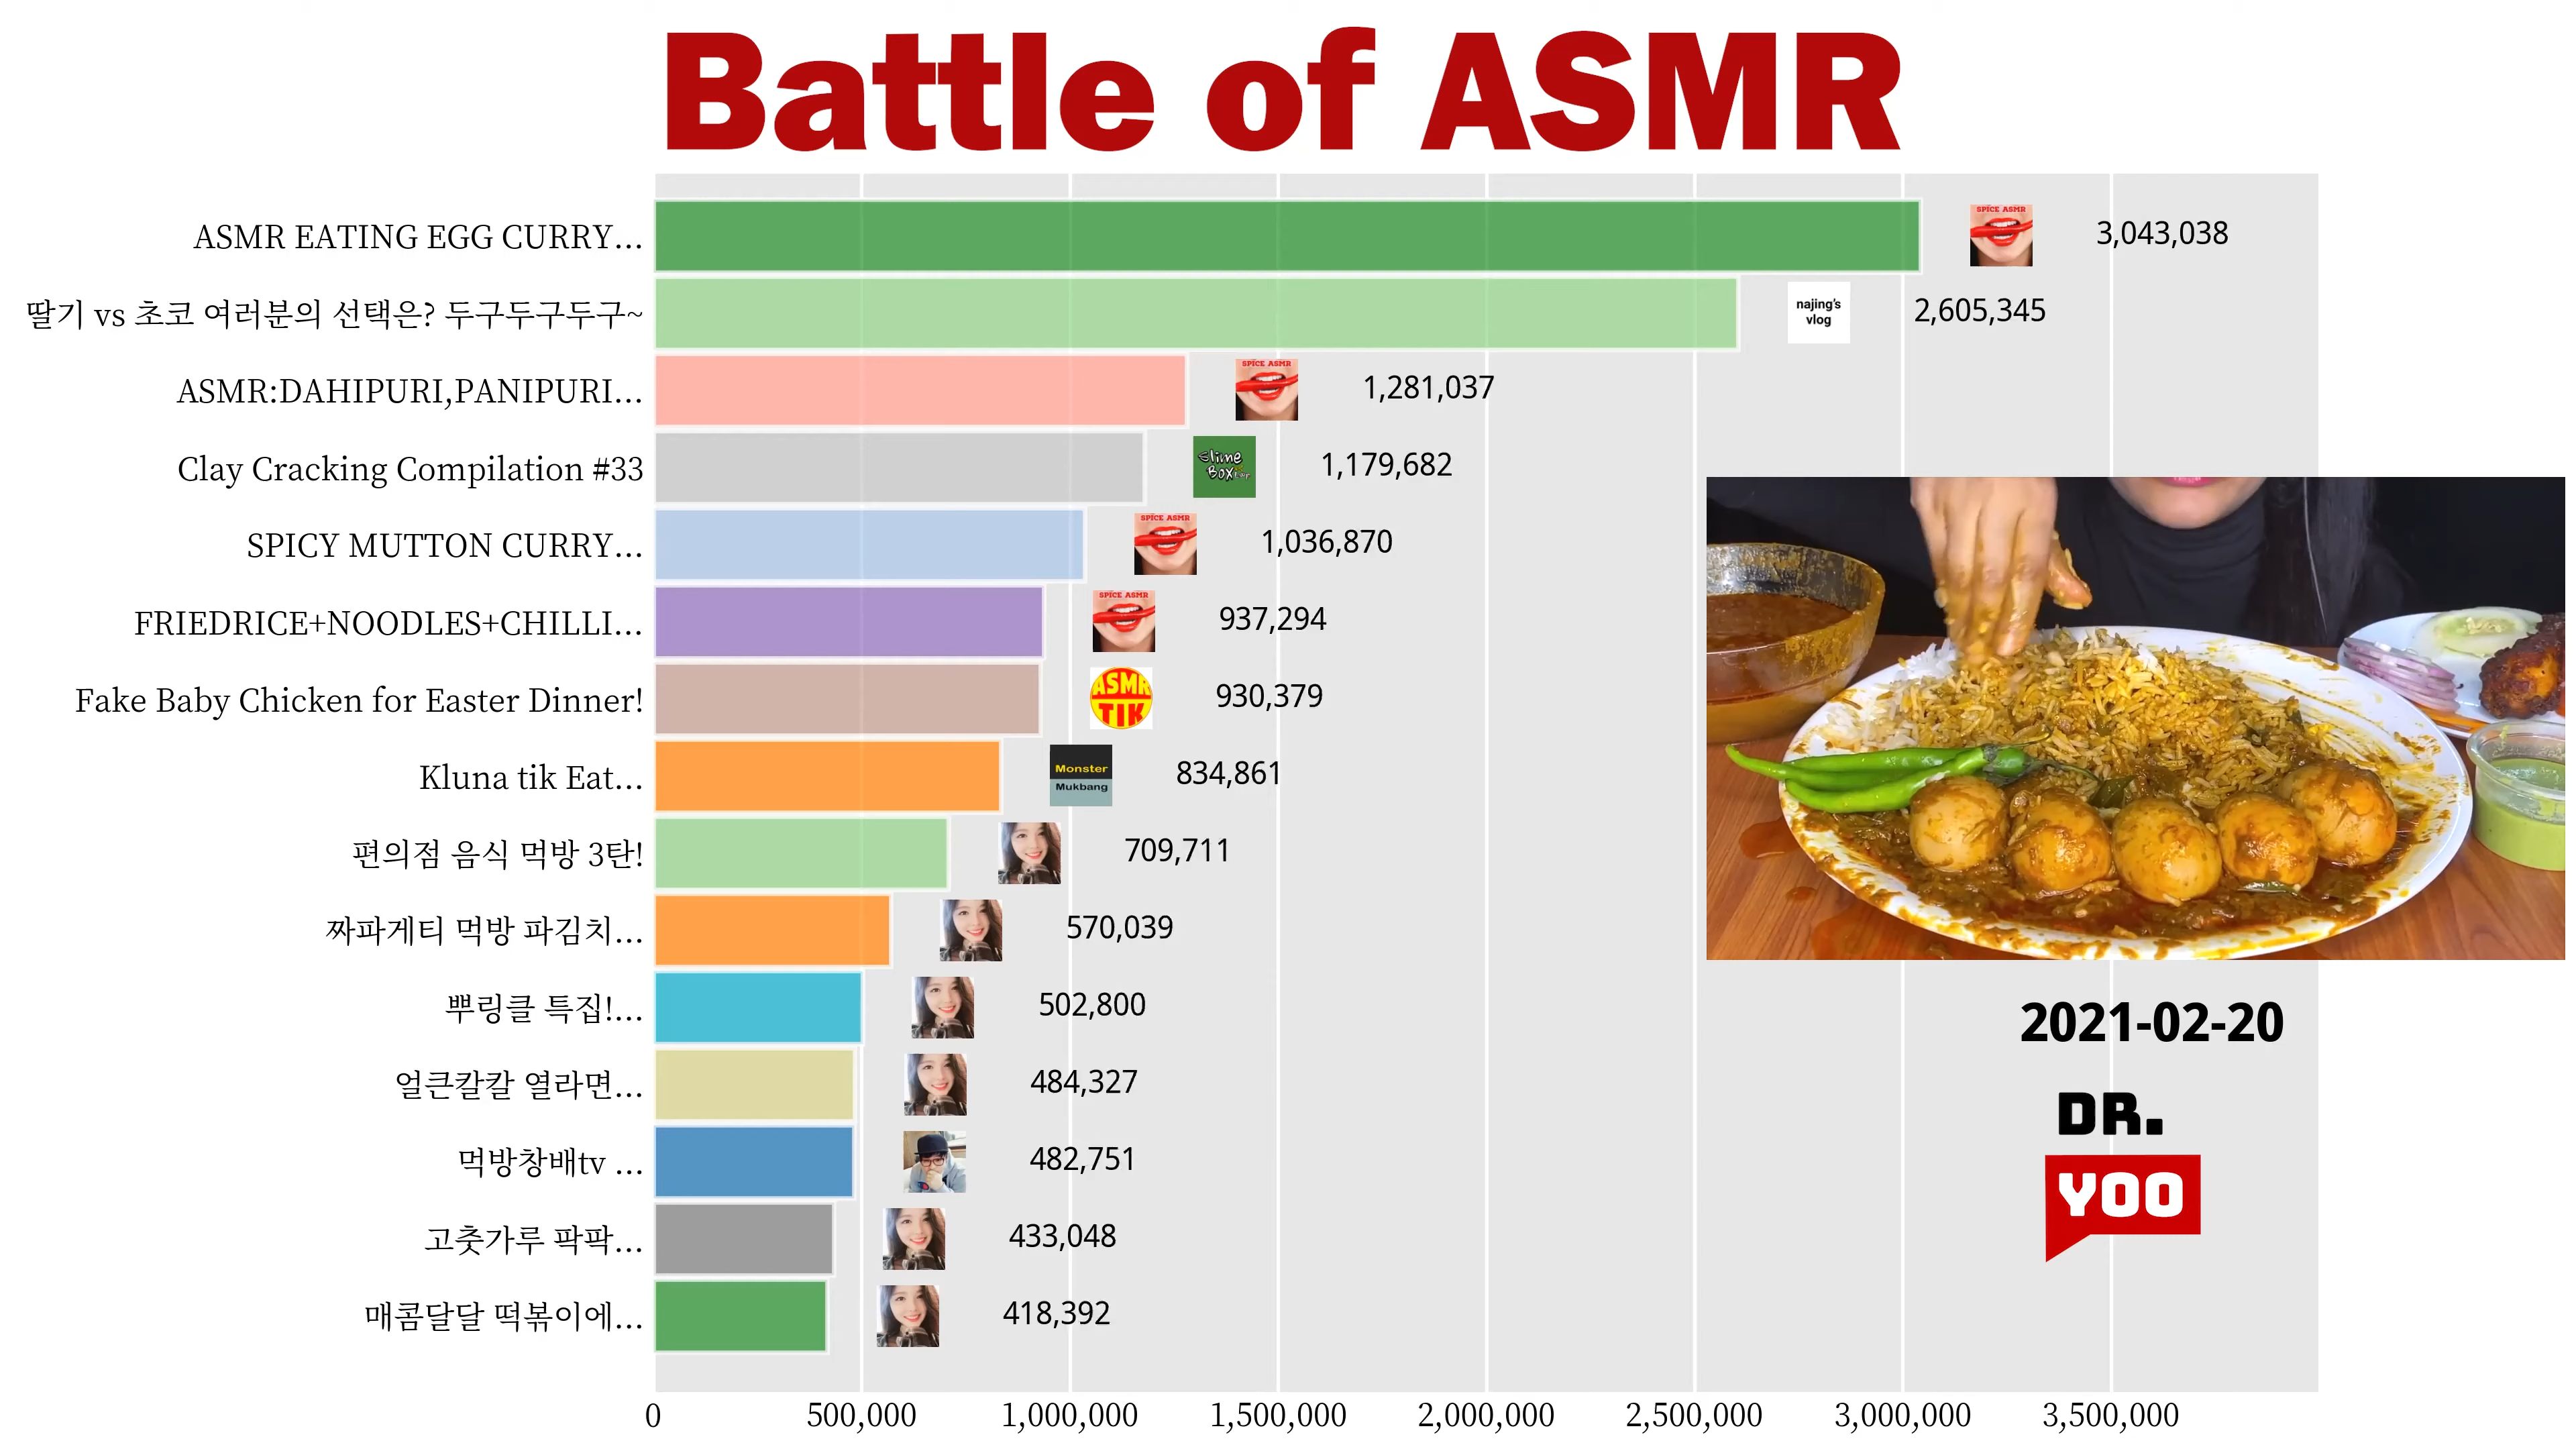 Battle of ASMR
ASMR EATING EGG CURRY...
SPICE ASMR
3,043,038
딸기 vs 초코 여러분의 선택은? 두구두구두구~
najing's
vlog
2,605,345
ASMR:DAHIPURI,PANIPURI...
SPICE ASMR
1,281,037
Clay Cracking Compilation #33
Slime
Box
1,179,682
SPICY MUTTON CURRY...
SPICE ASMR
1,036,870
FRIEDRICE+NOODLES+CHILLI...
SPICE ASMR
937,294
Fake Baby Chicken for Easter Dinner!
ASMR
TIK
930,379
Kluna tik Eat...
Monster
Mukbang
834,861
편의점 음식 먹방 3탄!
709,711
짜파게티 먹방 파김치...
570,039
뿌링클 특집!...
502,800
얼큰칼칼 열라면...
484,327
먹방창배tv ...
482,751
고춧가루 팍팍...
433,048
매콤달달 떡볶이에...
418,392
2021-02-20
DR.
YOO
0 500,000 1,000,000 1,500,000 2,000,000 2,500,000 3,000,000 3,500,000